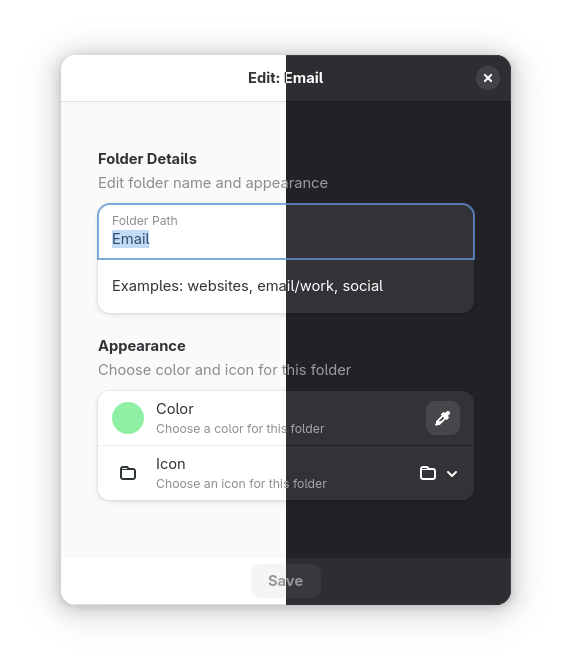 Edit: Email
Folder Details
Edit folder name and appearance
Folder Path
Email
Examples: websites, email/work, social
Appearance
Choose color and icon for this folder
Color
Choose a color for this folder
Icon
Choose an icon for this folder
Save